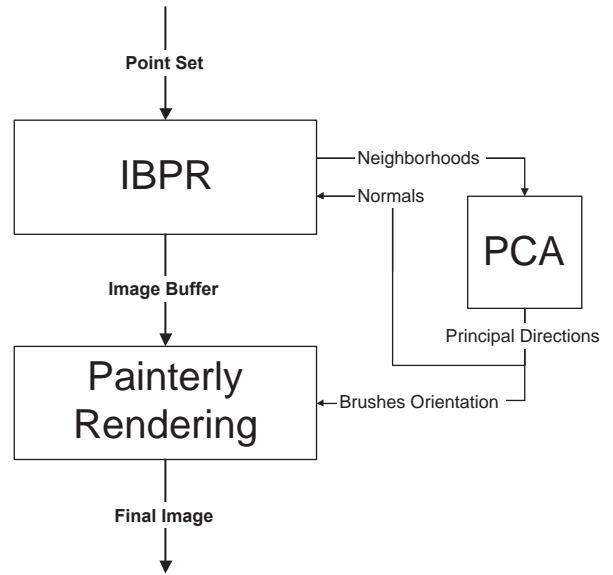 Point Set
IBPR
Neighborhoods
Normals
PCA
Image Buffer
Principal Directions
Painterly
Rendering
Brushes Orientation
Final Image